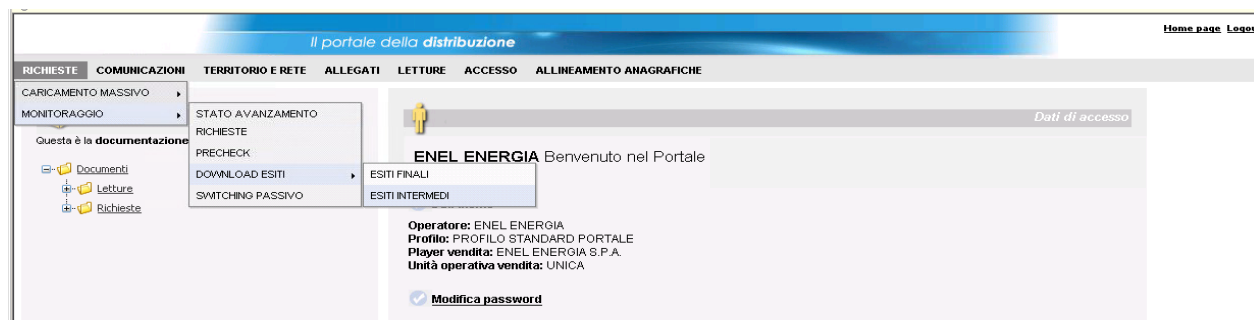 Home page
Il portale della distribuzione
RICHIESTE COMUNICAZIONI TERRITORIO E RETE ALLEGATI LETTURE ACCESSO ALLINEAMENTO ANAGRAFICHE
CARICAMENTO MASSIVO
MONITORAGGIO
STATO AVANZAMENTO
RICHIESTE
PRECHECK
DOWNLOAD ESITI
SWITCHING PASSIVO
ESITI FINALI
ESITI INTERMEDI
Questa è la documentazione
Documenti
Letture
Richieste
Dati di accesso
ENEL ENERGIA Benvenuto nel Portale
Operatore: ENEL ENERGIA
Profilo: PROFILO STANDARD PORTALE
Player vendita: ENEL ENERGIA S.P.A.
Unità operativa vendita: UNICA
Modifica password